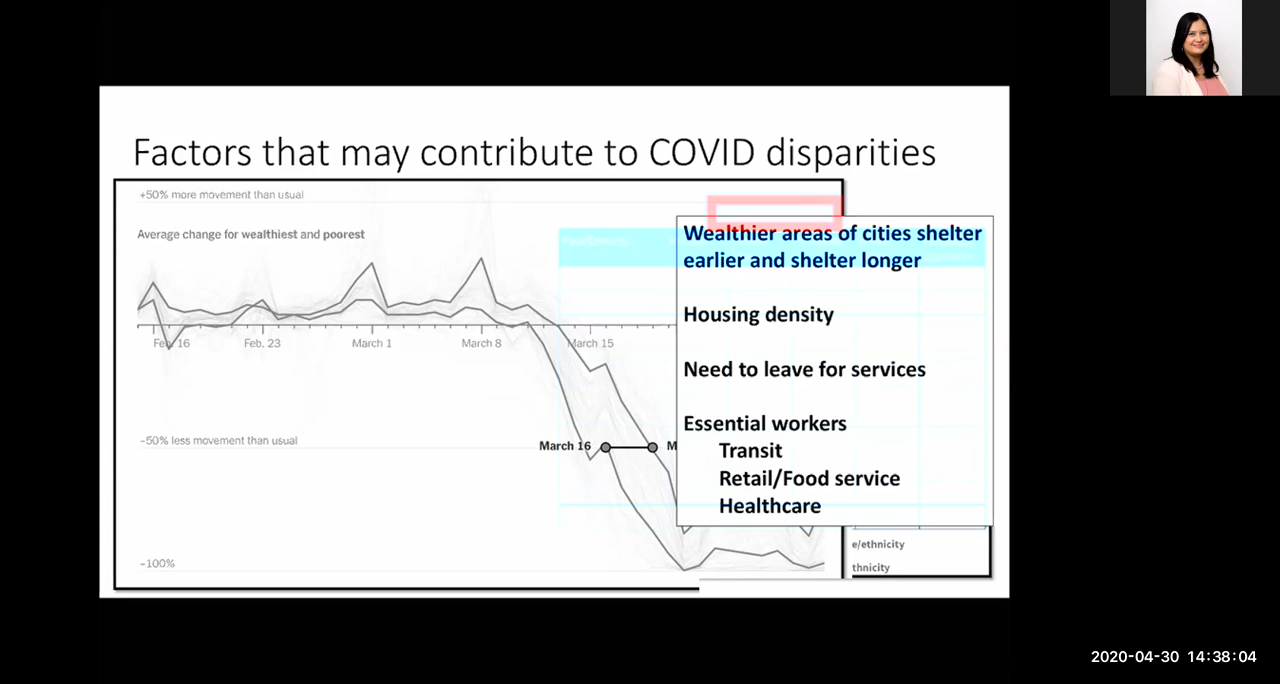 Factors that may contribute to COVID disparities
+50% more movement than usual
Average change for wealthiest and poorest
Wealthier areas of cities shelter
earlier and shelter longer
Housing density
Need to leave for services
Essential workers
Transit
Retail/Food service
Healthcare
Feb. 16
Feb. 23
March 1
March 8
March 15
-50% less movement than usual
March 16
M
-100%
e/ethnicity
thnicity
2020-04-30 14:38:04